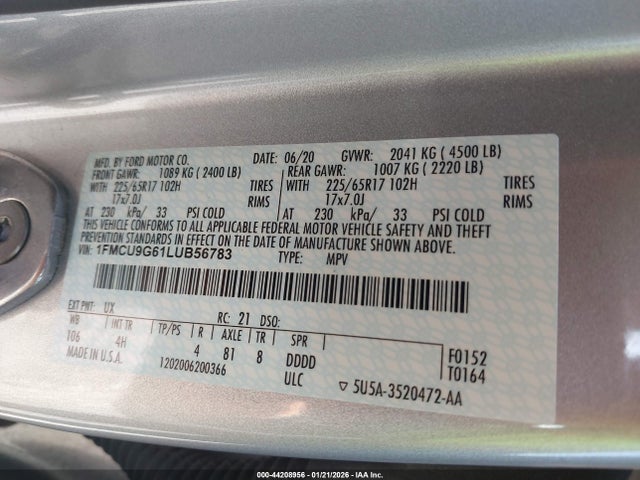 MFD. BY FORD MOTOR CO. DATE: 06/20 GVWR: 2041 KG ( 4500 LB)
FRONT GAWR: 1089 KG ( 2400 LB) REAR GAWR: 1007 KG ( 2220 LB)
WITH 225/65R17 102H TIRES WITH 225/65R17 102H TIRES
17x7.0J RIMS 17x7.0J RIMS
AT 230 kPa/ 33 PSI COLD AT 230 kPa/ 33 PSI COLD
THIS VEHICLE CONFORMS TO ALL APPLICABLE FEDERAL MOTOR VEHICLE SAFETY AND THEFT
PREVENTION STANDARDS IN EFFECT ON THE DATE OF MANUFACTURE SHOWN ABOVE.
VIN: 1FMCU9G61LUB56783 TYPE: MPV
EXT PNT: UX RC: 21 DSO:
WB INT TR TP/PS R AXLE TR SPR
106 4H 4 81 8 DDDD F0152
MADE IN U.S.A. 1202006200366 ULC T0164
▽ 5U5A-3520472-AA
000-44208956 - 01/21/2026 - IAA Inc.